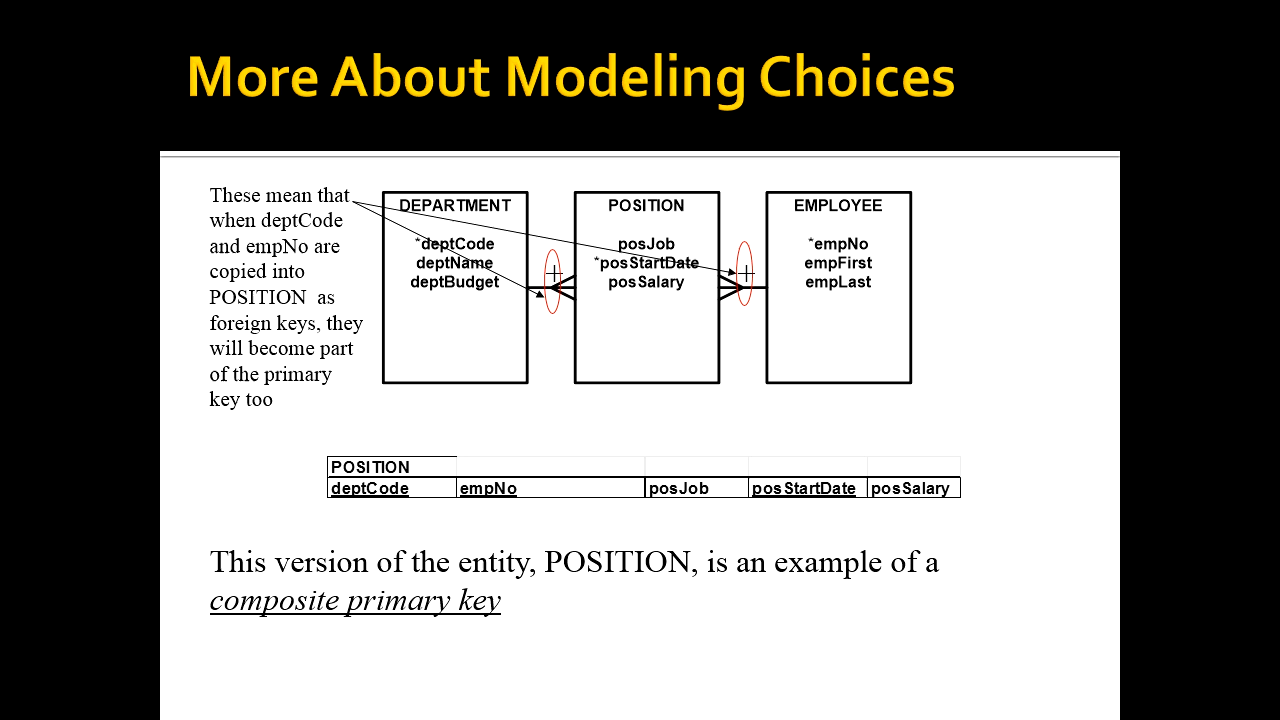 More About Modeling Choices
These mean that
when deptCode
and empNo are
copied into
POSITION as
foreign keys, they
will become part
of the primary
key too
DEPARTMENT
*deptCode
deptName
deptBudget
POSITION
posJob
*posStartDate
posSalary
EMPLOYEE
*empNo
empFirst
empLast
POSITION
deptCode empNo posJob posStartDate posSalary
This version of the entity, POSITION, is an example of a
composite primary key